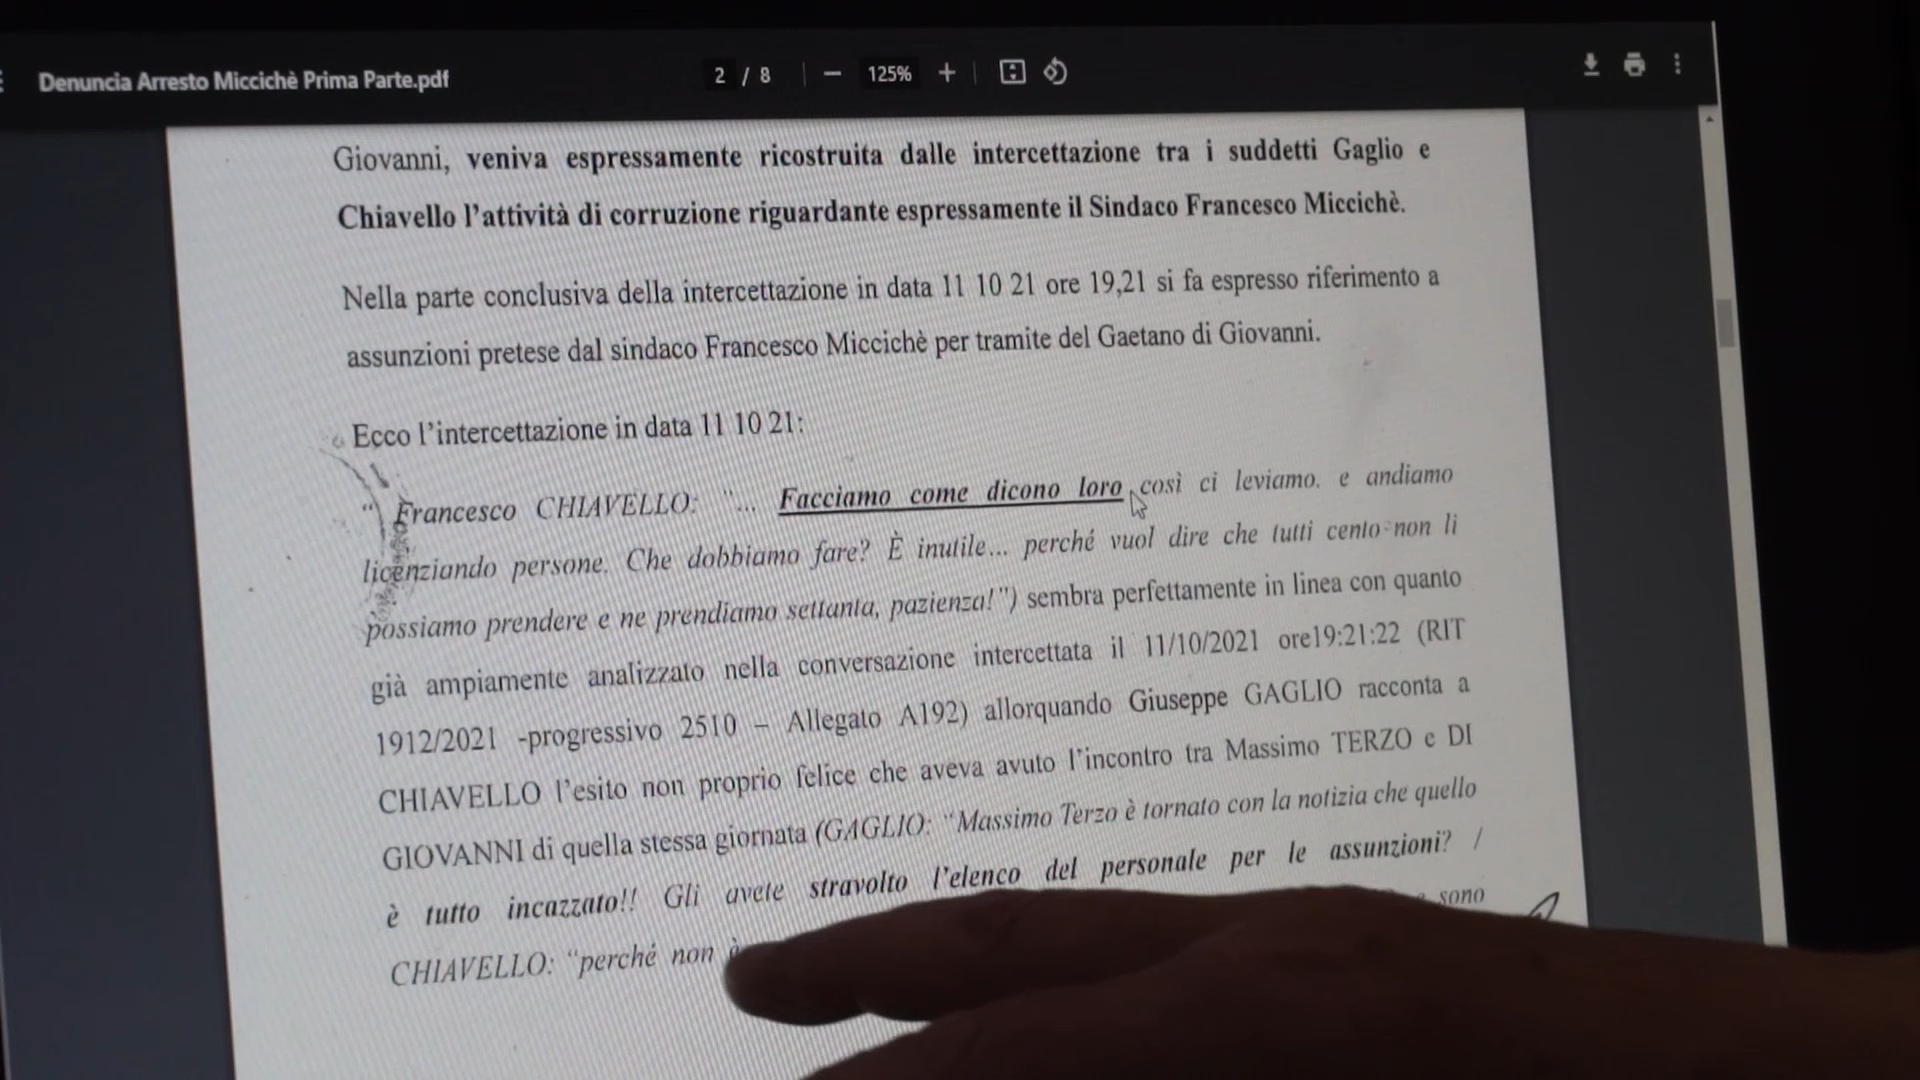 Denuncia Arresto Miccichè Prima Parte.pdf
2 / 8
125%
Giovanni, veniva espressamente ricostruita dalle intercettazione tra i suddetti Gaglio e
Chiavello l'attività di corruzione riguardante espressamente il Sindaco Francesco Miccichè.
Nella parte conclusiva della intercettazione in data 11 10 21 ore 19,21 si fa espresso riferimento a
assunzioni pretese dal sindaco Francesco Miccichè per tramite del Gaetano di Giovanni.
Ecco l'intercettazione in data 11 10 21:
" Francesco CHIAVELLO: "... Facciamo come dicono loro così ci leviamo. e andiamo
licenziando persone. Che dobbiamo fare? È inutile... perché vuol dire che tutti cento non li
possiamo prendere e ne prendiamo settanta, pazienza!") sembra perfettamente in linea con quanto
già ampiamente analizzato nella conversazione intercettata il 11/10/2021 ore19:21:22 (RIT
1912/2021 -progressivo 2510 – Allegato A192) allorquando Giuseppe GAGLIO racconta a
CHIAVELLO l'esito non proprio felice che aveva avuto l'incontro tra Massimo TERZO e DI
GIOVANNI di quella stessa giornata (GAGLIO: "Massimo Terzo è tornato con la notizia che quello
è tutto incazzato!! Gli avete stravolto l'elenco del personale per le assunzioni? /
CHIAVELLO: "perché non è sono